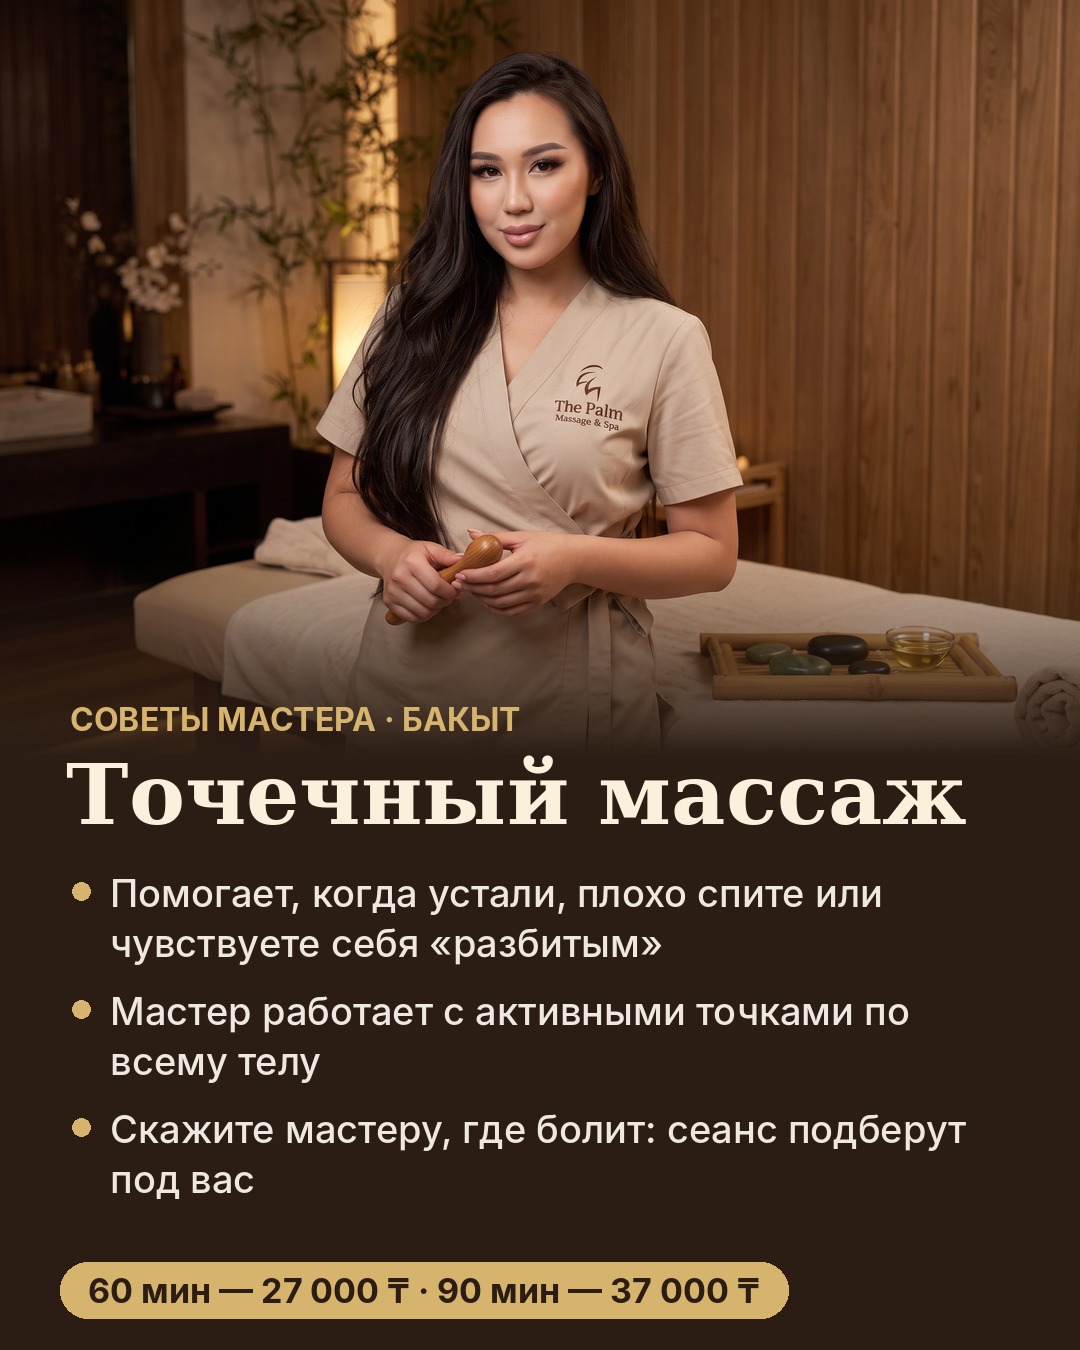 The Palm
Massage & Spa
СОВЕТЫ МАСТЕРА · БАКЫТ
Точечный массаж
Помогает, когда устали, плохо спите или
чувствуете себя «разбитым»
Мастер работает с активными точками по
всему телу
Скажите мастеру, где болит: сеанс подберут
под вас
60 мин — 27 000 ₸ · 90 мин — 37 000 ₸